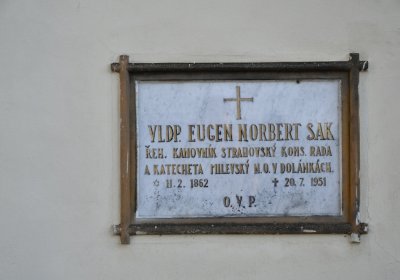 VLDP. EUGEN NORBERT SAK
ŘEH. KANOVNÍK STRAHOVSKÝ KONS. RADA
A KATECHETA MILEVSKÝ N.O. V DOLÁNKÁCH.
* 11.2. 1862 ✝ 20.7. 1951
O.V.P.